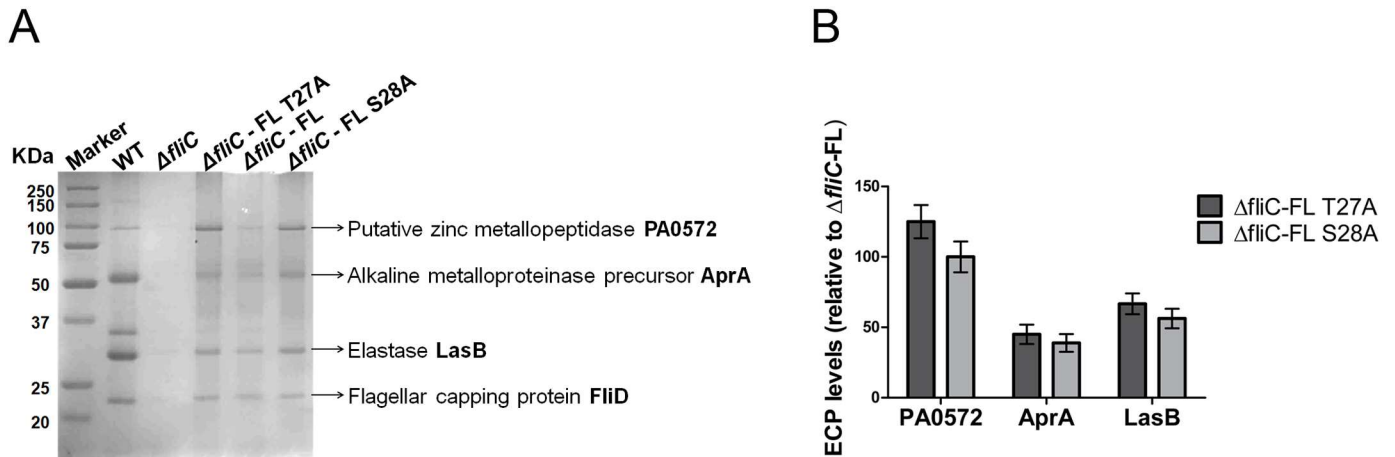 A
B
KDa
Marker
WT
ΔfliC
ΔfliC - FL T27A
ΔfliC - FL
ΔfliC - FL S28A
250
150
100
75
50
37
25
20
Putative zinc metallopeptidase PA0572
Alkaline metalloproteinase precursor AprA
Elastase LasB
Flagellar capping protein FliD
ECP levels (relative to ΔfliC-FL)
150
100
50
0
PA0572 AprA LasB
ΔfliC-FL T27A
ΔfliC-FL S28A